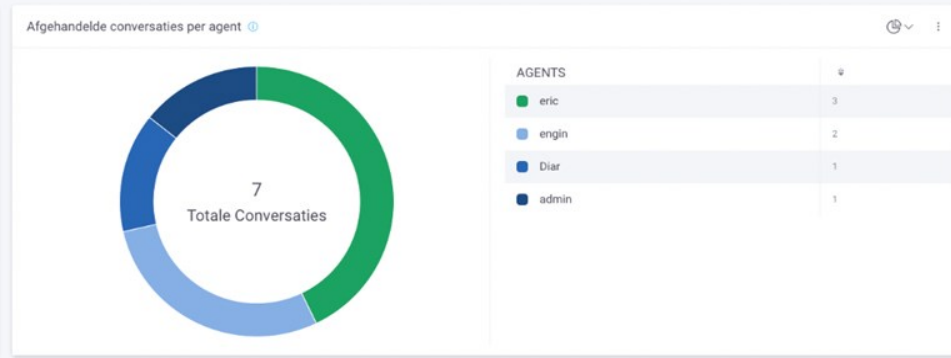 Afgehandelde conversaties per agent
7
Totale Conversaties
AGENTS
eric 3
engin 2
Diar 1
admin 1